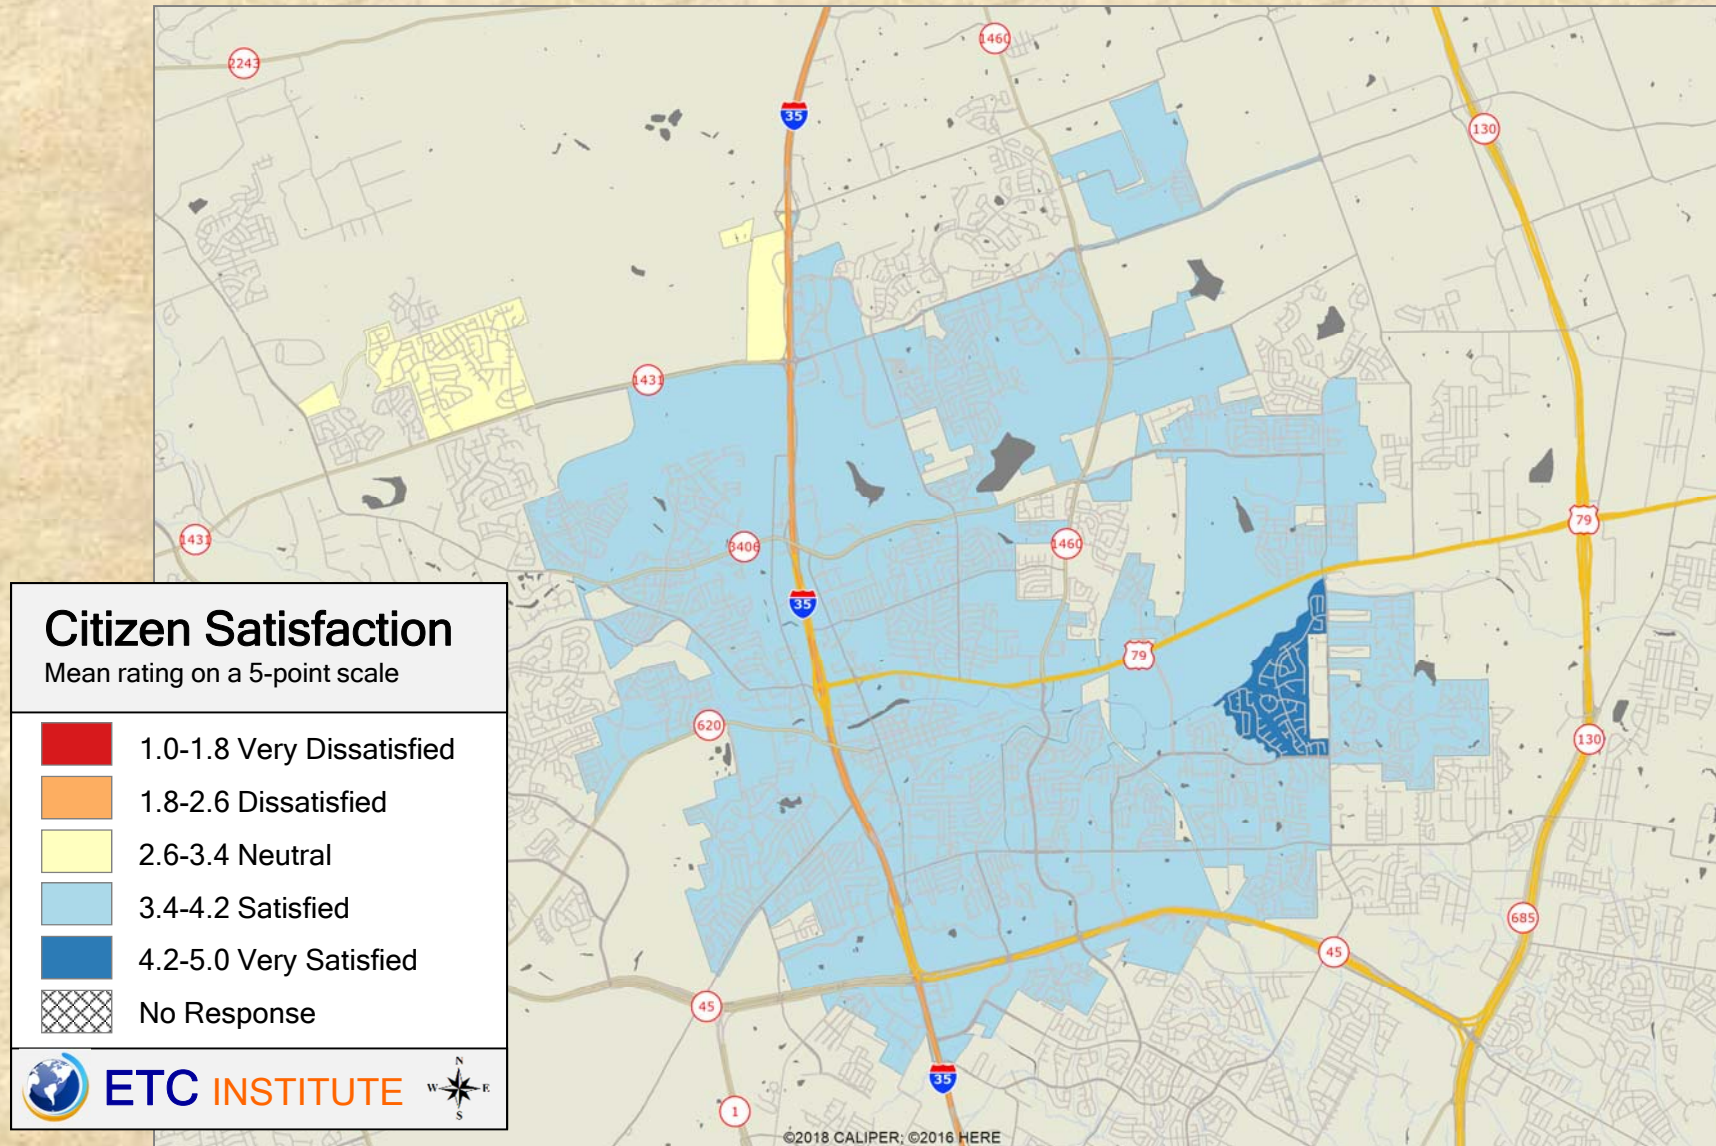 2243
1460
35
130
1431
1431
3406
1460
79
35
79
620
130
685
45
45
35
1
Citizen Satisfaction
Mean rating on a 5-point scale
1.0-1.8 Very Dissatisfied
1.8-2.6 Dissatisfied
2.6-3.4 Neutral
3.4-4.2 Satisfied
4.2-5.0 Very Satisfied
No Response
ETC INSTITUTE
N
W E
S
©2018 CALIPER; ©2016 HERE